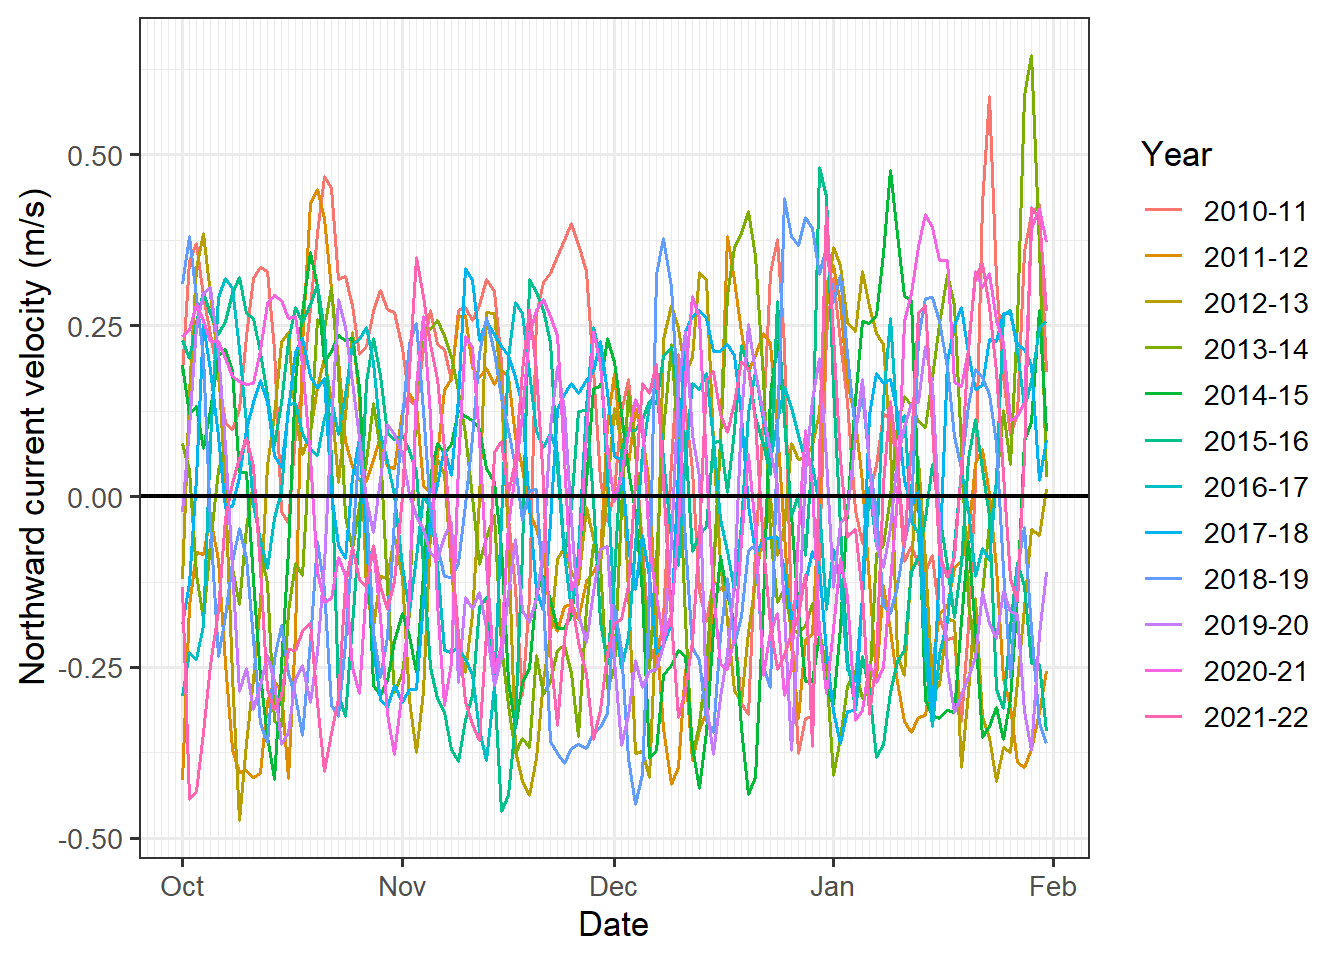 Northward current velocity (m/s)
0.50
0.25
0.00
-0.25
-0.50
Oct
Nov
Dec
Jan
Feb
Date
Year
2010-11
2011-12
2012-13
2013-14
2014-15
2015-16
2016-17
2017-18
2018-19
2019-20
2020-21
2021-22